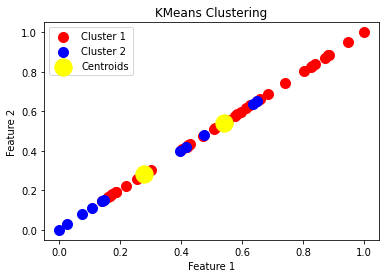 KMeans Clustering
Cluster 1
Cluster 2
Centroids
Feature 2
1.0
0.8
0.6
0.4
0.2
0.0
0.0 0.2 0.4 0.6 0.8 1.0
Feature 1